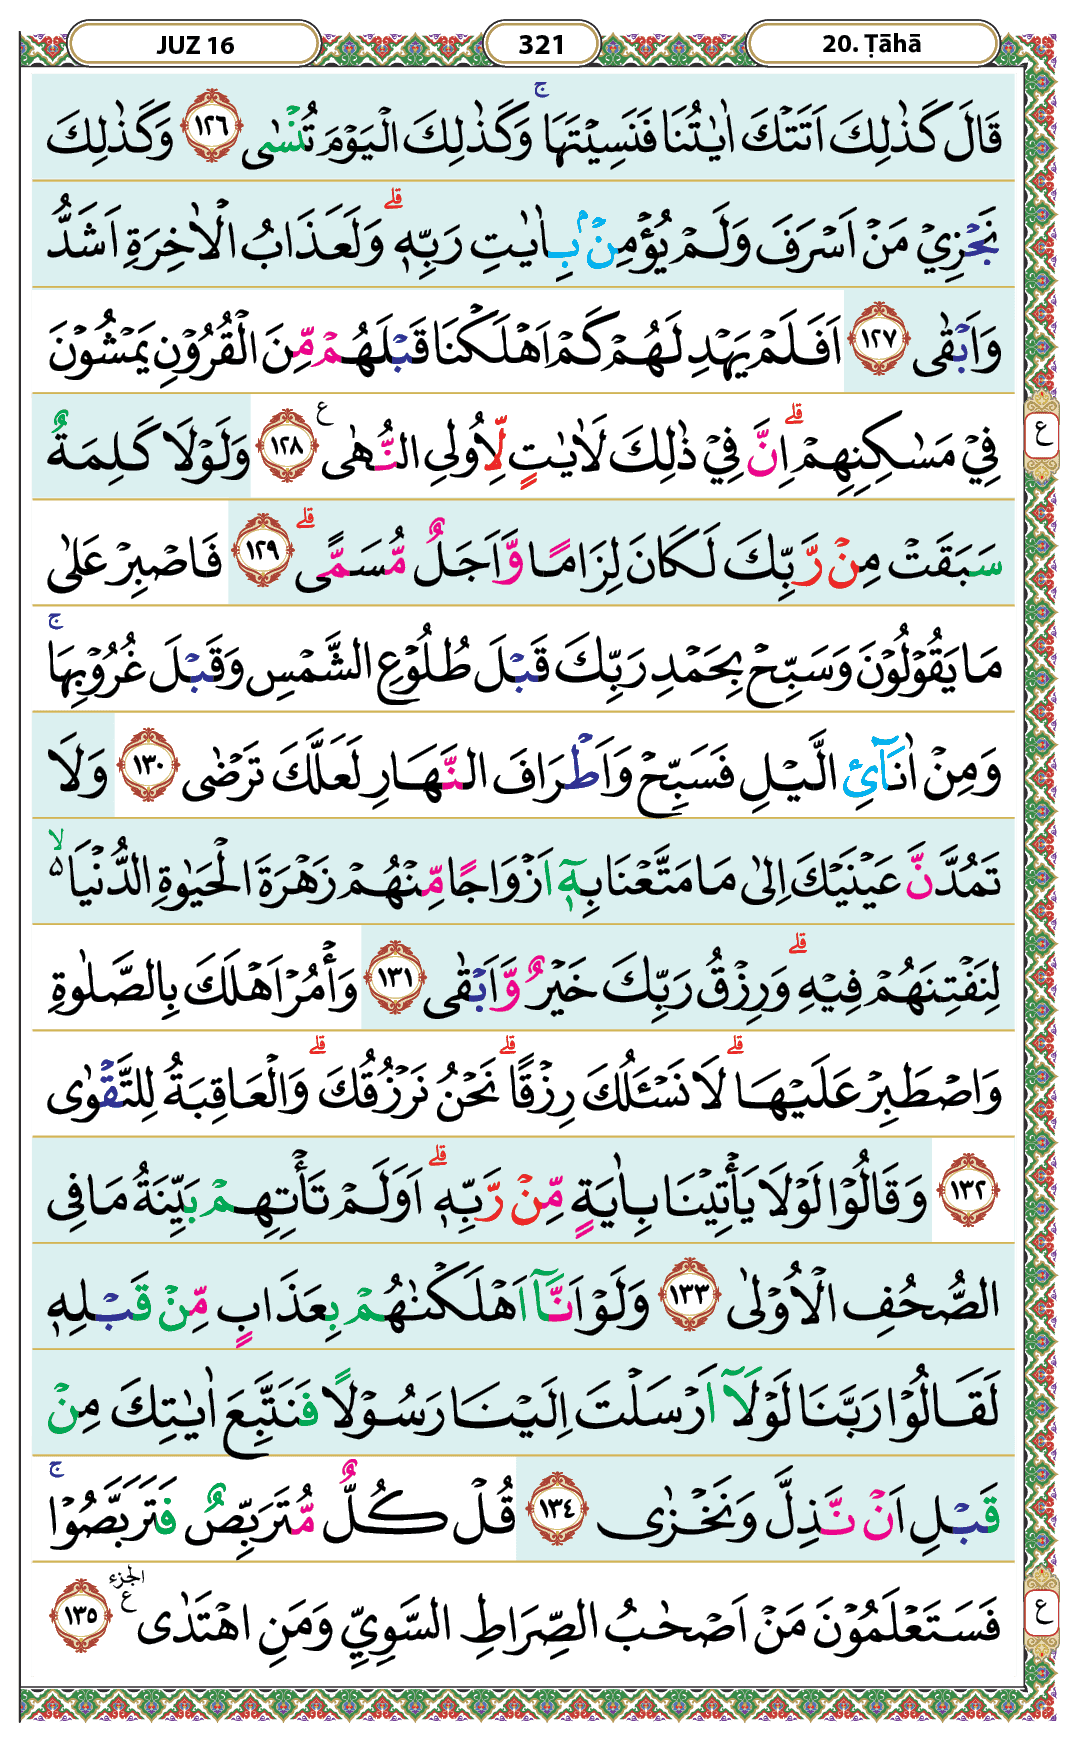 JUZ 16 321 20. Ṭāhā
قَالَ كَذٰلِكَ اَتَتْكَ اٰيٰتُنَا فَنَسِيْتَهَا ۚ وَكَذٰلِكَ الْيَوْمَ تُنْسٰى ١٢٦ وَكَذٰلِكَ
نَجْزِيْ مَنْ اَسْرَفَ وَلَمْ يُؤْمِنْۢ بِاٰيٰتِ رَبِّهٖ ۗ وَلَعَذَابُ الْاٰخِرَةِ اَشَدُّ
وَاَبْقٰى ١٢٧ اَفَلَمْ يَهْدِ لَهُمْ كَمْ اَهْلَكْنَا قَبْلَهُمْ مِّنَ الْقُرُوْنِ يَمْشُوْنَ
فِيْ مَسٰكِنِهِمْ ۗ اِنَّ فِيْ ذٰلِكَ لَاٰيٰتٍ لِّاُولِى النُّهٰى ع ١٢٨ وَلَوْلَا كَلِمَةٌ
ع
سَبَقَتْ مِنْ رَّبِّكَ لَكَانَ لِزَامًا وَّاَجَلٌ مُّسَمًّى ۗ ١٢٩ فَاصْبِرْ عَلٰى
مَا يَقُوْلُوْنَ وَسَبِّحْ بِحَمْدِ رَبِّكَ قَبْلَ طُلُوْعِ الشَّمْسِ وَقَبْلَ غُرُوْبِهَا ۚ
وَمِنْ اٰنَآئِ الَّيْلِ فَسَبِّحْ وَاَطْرَافَ النَّهَارِ لَعَلَّكَ تَرْضٰى ١٣٠ وَلَا
تَمُدَّنَّ عَيْنَيْكَ اِلٰى مَا مَتَّعْنَا بِهٖٓ اَزْوَاجًا مِّنْهُمْ زَهْرَةَ الْحَيٰوةِ الدُّنْيَا ەۙ
لِنَفْتِنَهُمْ فِيْهِ ۗ وَرِزْقُ رَبِّكَ خَيْرٌ وَّاَبْقٰى ١٣١ وَأْمُرْ اَهْلَكَ بِالصَّلٰوةِ
وَاصْطَبِرْ عَلَيْهَا ۗ لَا نَسْـَٔلُكَ رِزْقًا ۗ نَحْنُ نَرْزُقُكَ ۗ وَالْعَاقِبَةُ لِلتَّقْوٰى
١٣٢ وَقَالُوْا لَوْلَا يَأْتِيْنَا بِاٰيَةٍ مِّنْ رَّبِّهٖ ۗ اَوَلَمْ تَأْتِهِمْ بَيِّنَةُ مَا فِى
الصُّحُفِ الْاُوْلٰى ١٣٣ وَلَوْ اَنَّآ اَهْلَكْنٰهُمْ بِعَذَابٍ مِّنْ قَبْلِهٖ
لَقَالُوْا رَبَّنَا لَوْلَآ اَرْسَلْتَ اِلَيْنَا رَسُوْلًا فَنَتَّبِعَ اٰيٰتِكَ مِنْ
قَبْلِ اَنْ نَّذِلَّ وَنَخْزٰى ١٣٤ قُلْ كُلٌّ مُّتَرَبِّصٌ فَتَرَبَّصُوْا ۚ
فَسَتَعْلَمُوْنَ مَنْ اَصْحٰبُ الصِّرَاطِ السَّوِيِّ وَمَنِ اهْتَدٰى ع الجزء ١٣٥
ع